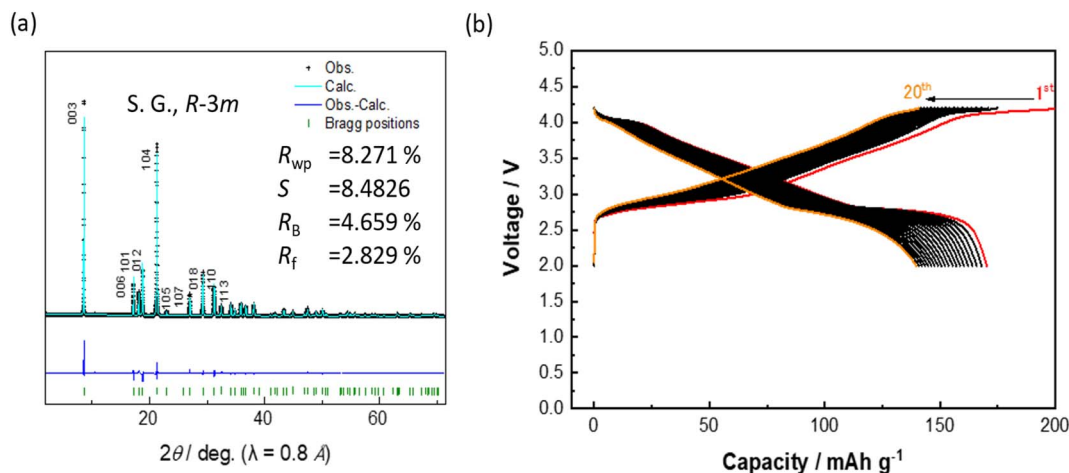 (a)
Obs.
Calc.
Obs.-Calc.
Bragg positions
S. G., R-3m
Rwp =8.271 %
S =8.4826
RB =4.659 %
Rf =2.829 %
003
006
101
012
104
105
107
018
110
113
20
40
60
2θ/ deg. (λ = 0.8 Å)
(b)
5.0
4.5
4.0
3.5
3.0
2.5
2.0
1.5
1.0
0.5
0.0
Voltage / V
20th
1st
0
50
100
150
200
Capacity / mAh g-1